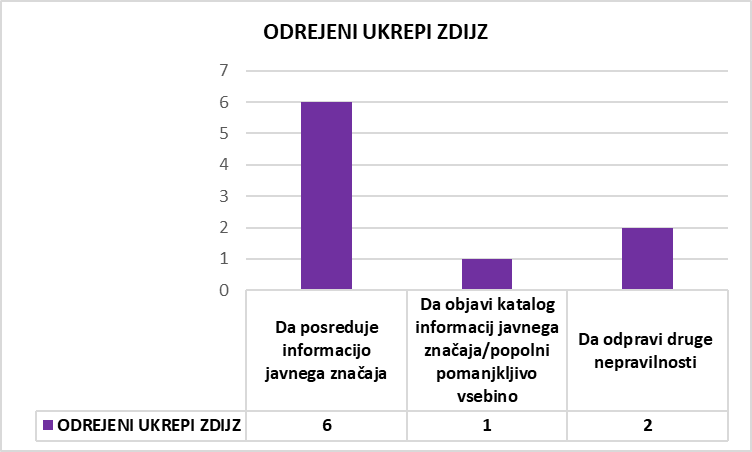 ODREJENI UKREPI ZDIJZ
7
6
5
4
3
2
1
0
Da posreduje
informacijo
javnega značaja
Da objavi katalog
informacij javnega
značaja/popolni
pomanjkljivo
vsebino
Da odpravi druge
nepravilnosti
ODREJENI UKREPI ZDIJZ 6 1 2